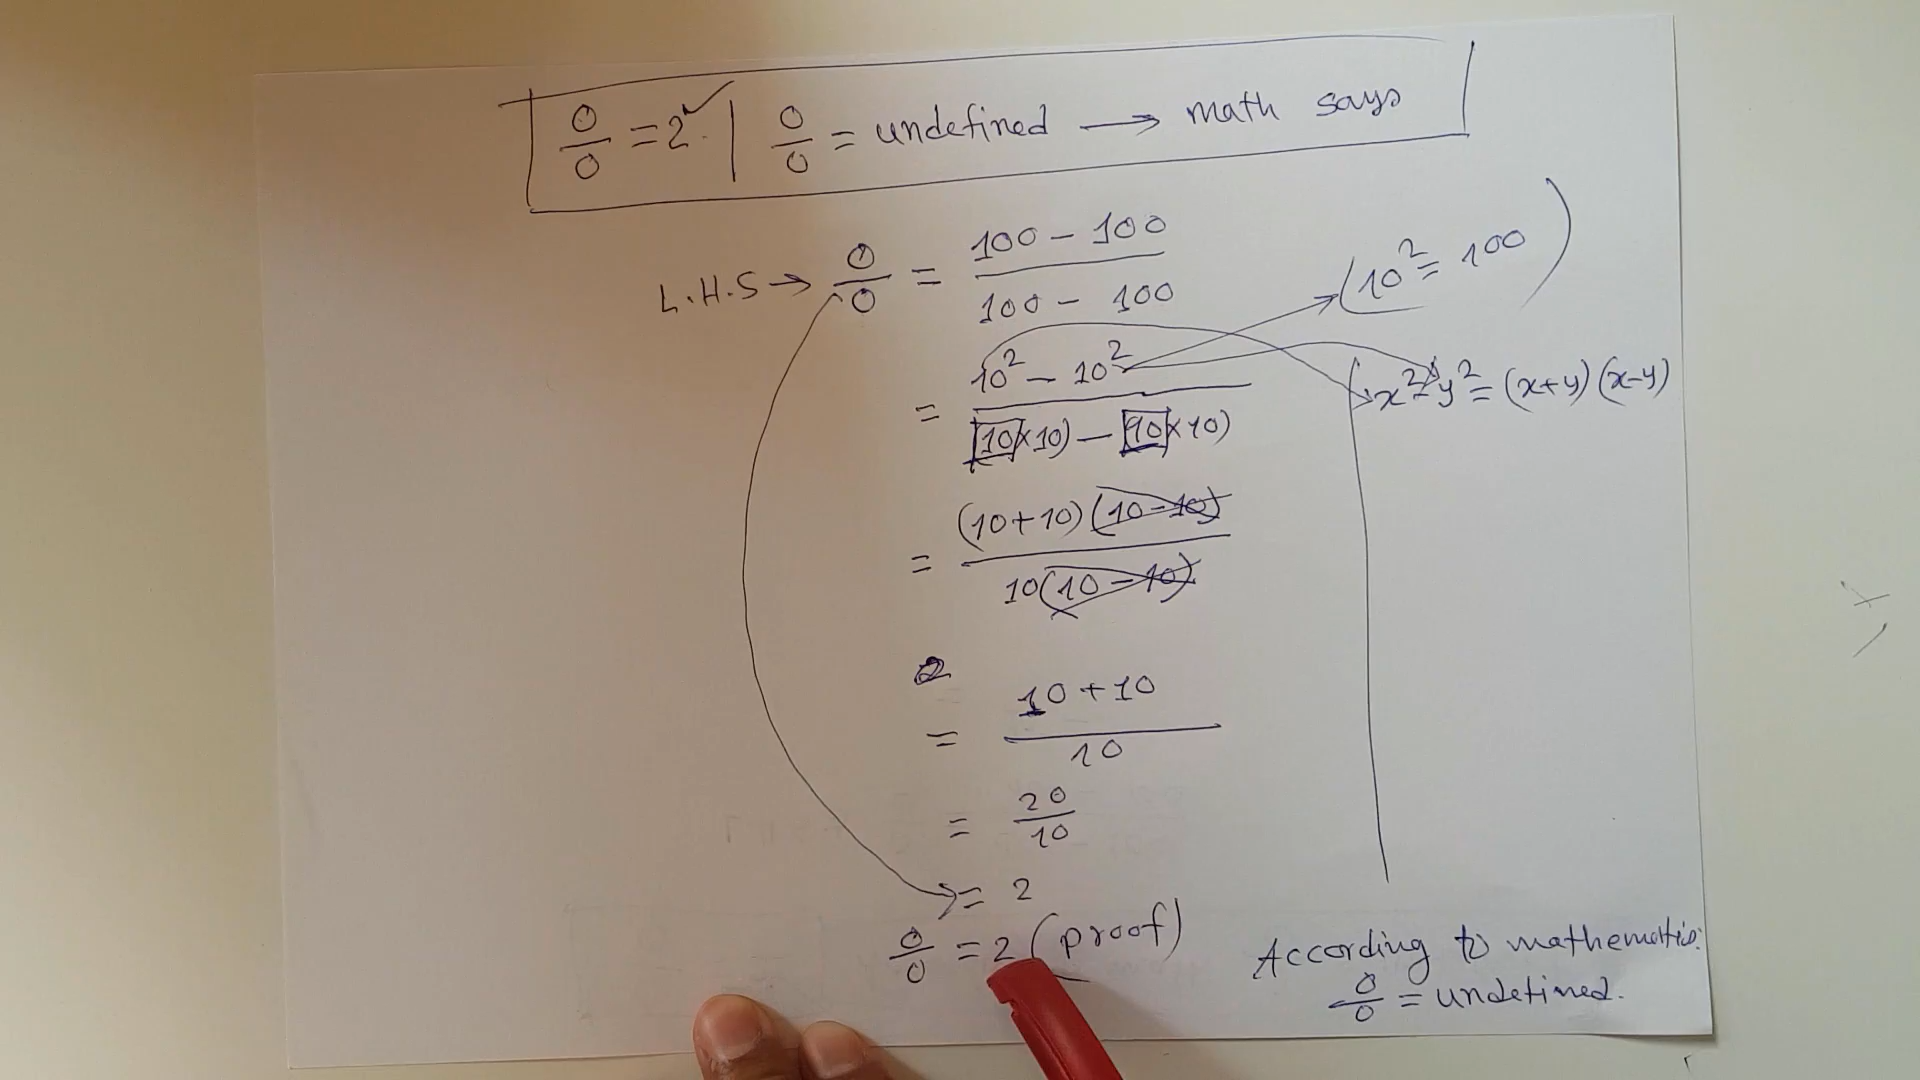 0/0 = 2 ✓ | 0/0 = undefined → math says
L.H.S → 0/0 = (100 - 100)/(100 - 100)
(10² = 100)
= (10² - 10²)/((10×10) - (10×10))
(x² - y² = (x+y)(x-y)
= (10+10)(10-10)/10(10-10)
2
= (10+10)/10
= 20/10
= 2
0/0 = 2 (proof)
According to mathematics.
0/0 = undefined.